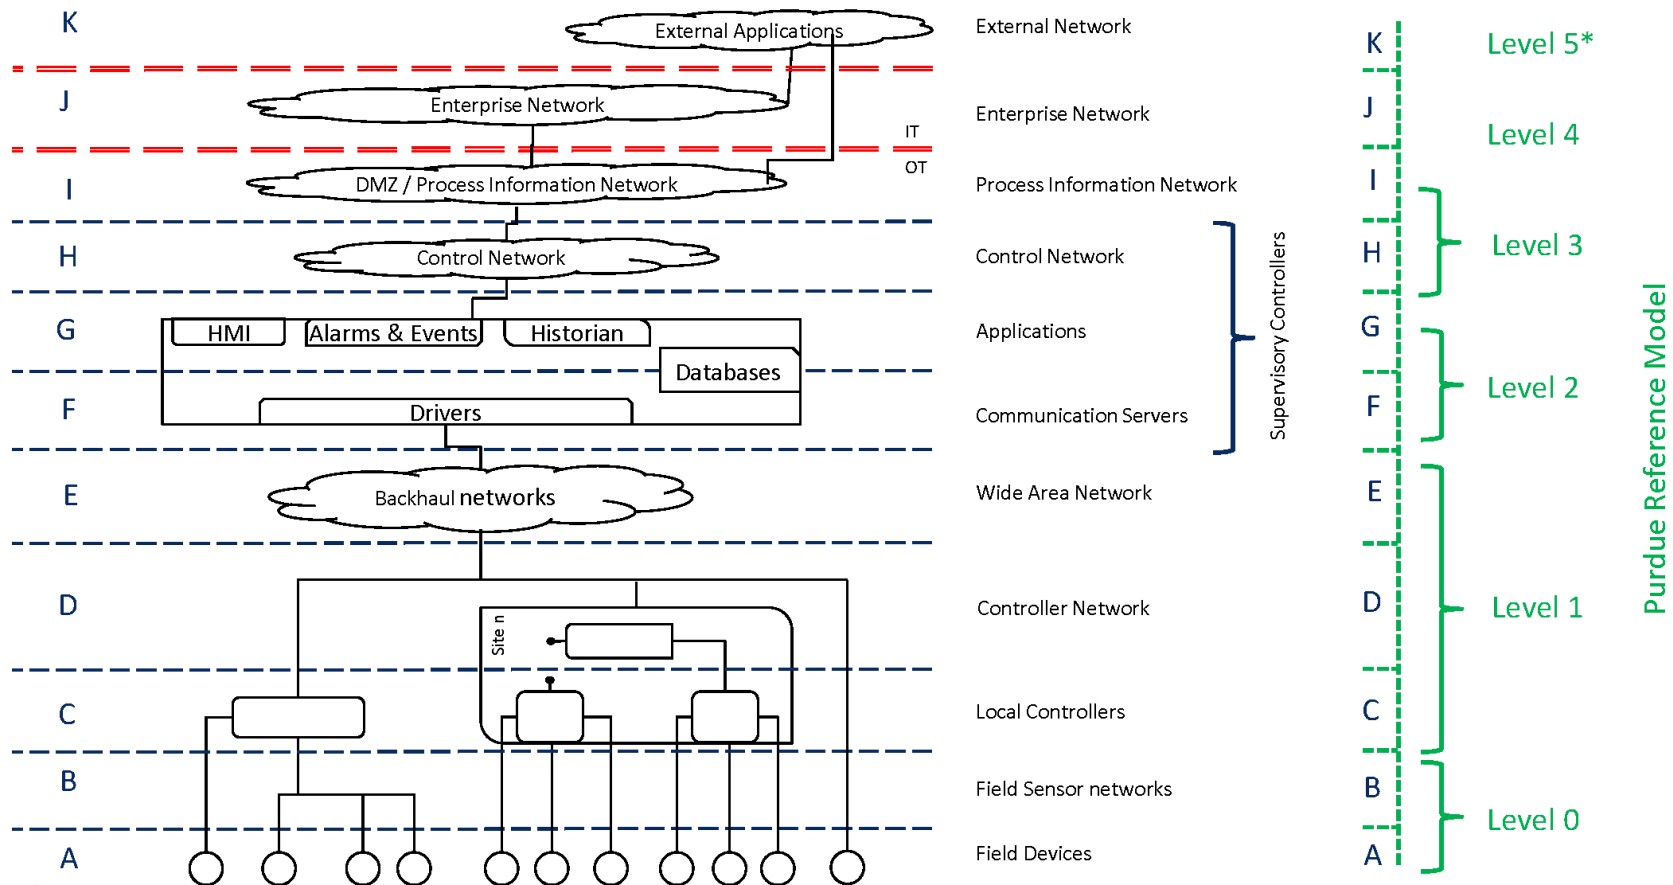 K
External Applications
External Network
K
Level 5*
J
Enterprise Network
Enterprise Network
J
Level 4
IT
OT
I
DMZ / Process Information Network
Process Information Network
I
H
Control Network
Control Network
H
Level 3
G
HMI
Alarms & Events
Historian
Applications
G
Databases
Level 2
F
Drivers
Communication Servers
F
Supervisory Controllers
E
Backhaul networks
Wide Area Network
E
D
Site n
Controller Network
D
Level 1
Purdue Reference Model
C
Local Controllers
C
B
Field Sensor networks
B
Level 0
A
Field Devices
A